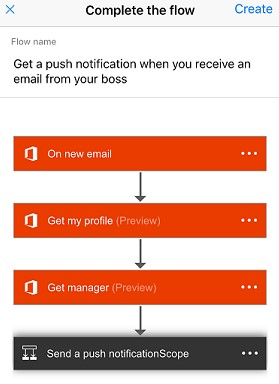 Complete the flow
Create
Flow name
Get a push notification when you receive an
email from your boss
On new email
Get my profile (Preview)
Get manager (Preview)
Send a push notificationScope